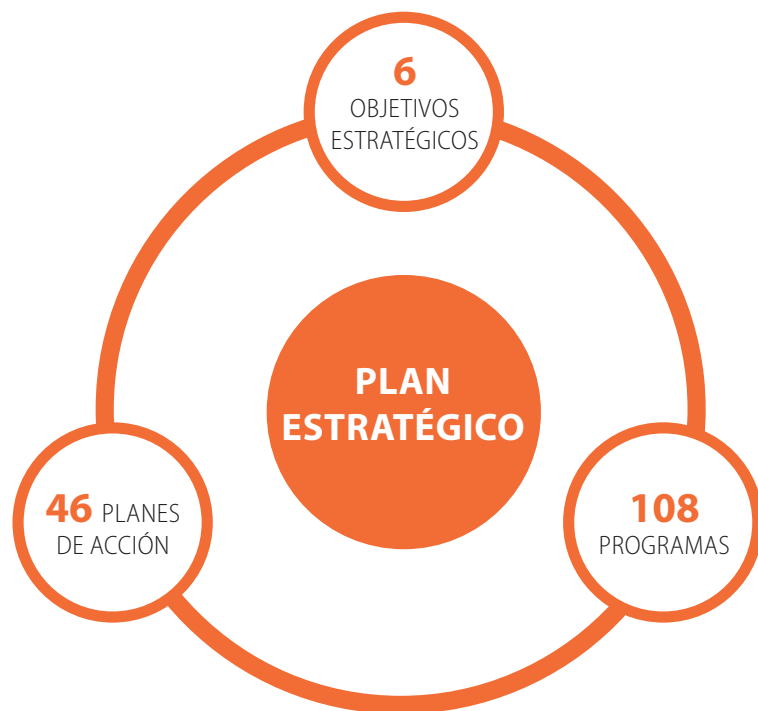 6
OBJETIVOS
ESTRATÉGICOS
PLAN
ESTRATÉGICO
46 PLANES
DE ACCIÓN
108
PROGRAMAS